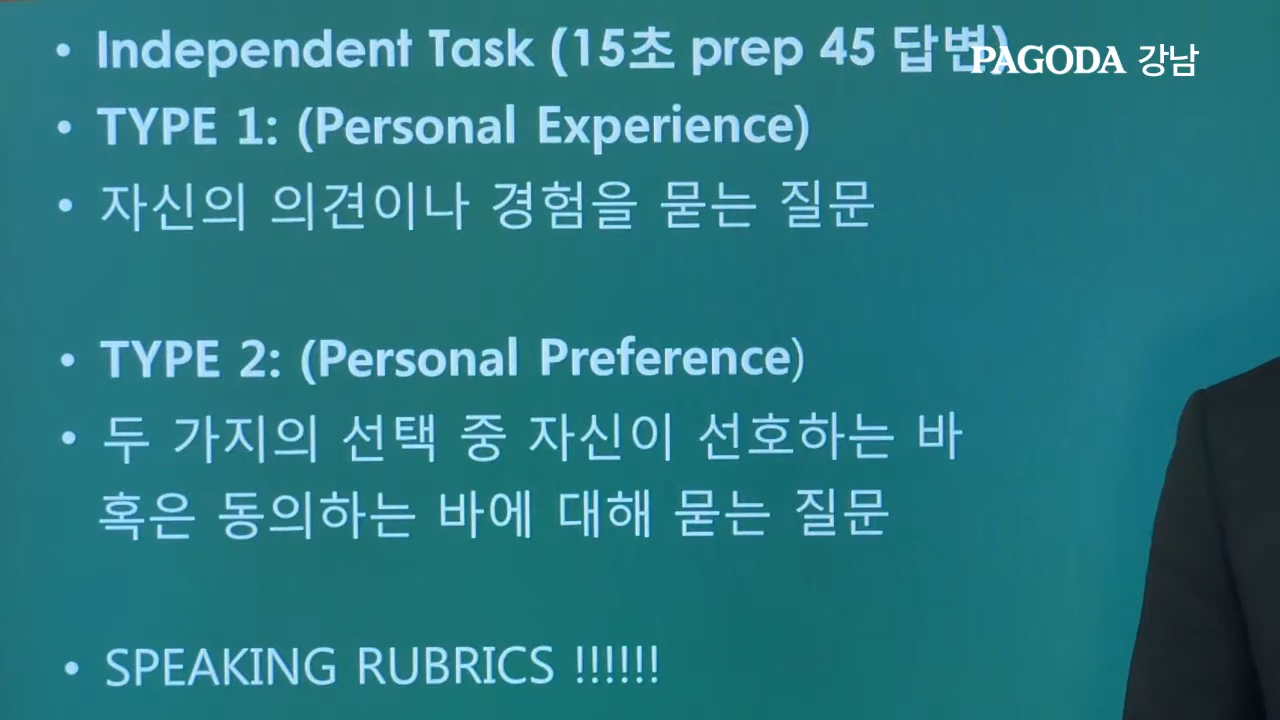 • Independent Task (15초 prep 45 답변)
PAGODA 강남
• TYPE 1: (Personal Experience)
• 자신의 의견이나 경험을 묻는 질문
• TYPE 2: (Personal Preference)
• 두 가지의 선택 중 자신이 선호하는 바
혹은 동의하는 바에 대해 묻는 질문
• SPEAKING RUBRICS !!!!!!